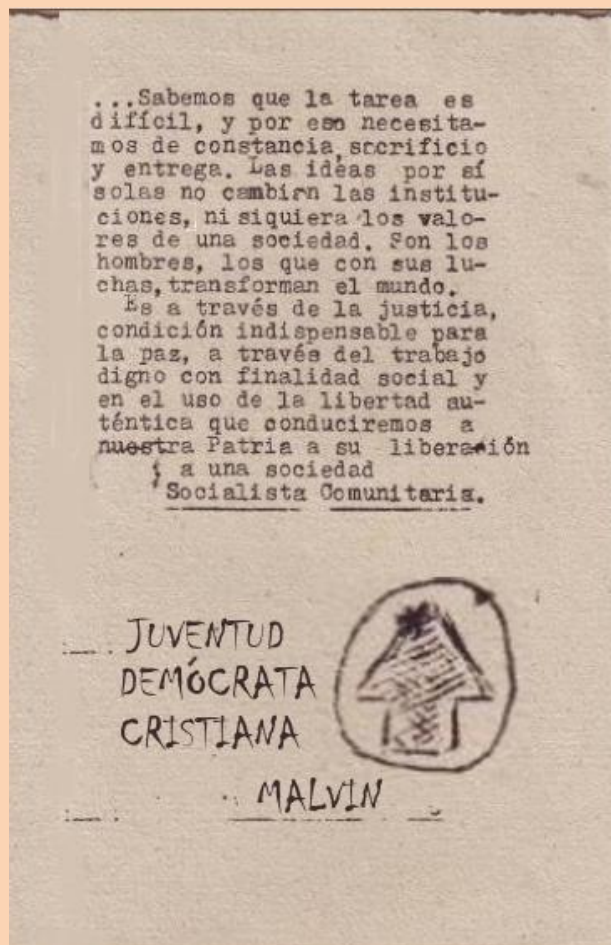 ...Sabemos que la tarea es
difícil, y por eso necesita-
mos de constancia, sacrificio
y entrega. Las ideas por sí
solas no cambian las institu-
ciones, ni siquiera los valo-
res de una sociedad. Son los
hombres, los que con sus lu-
chas, transforman el mundo.
Es a través de la justicia,
condición indispensable para
la paz, a través del trabajo
digno con finalidad social y
en el uso de la libertad au-
téntica que conduciremos a
nuestra Patria a su liberación
a una sociedad
Socialista Comunitaria.
JUVENTUD
DEMÓCRATA
CRISTIANA
MALVIN